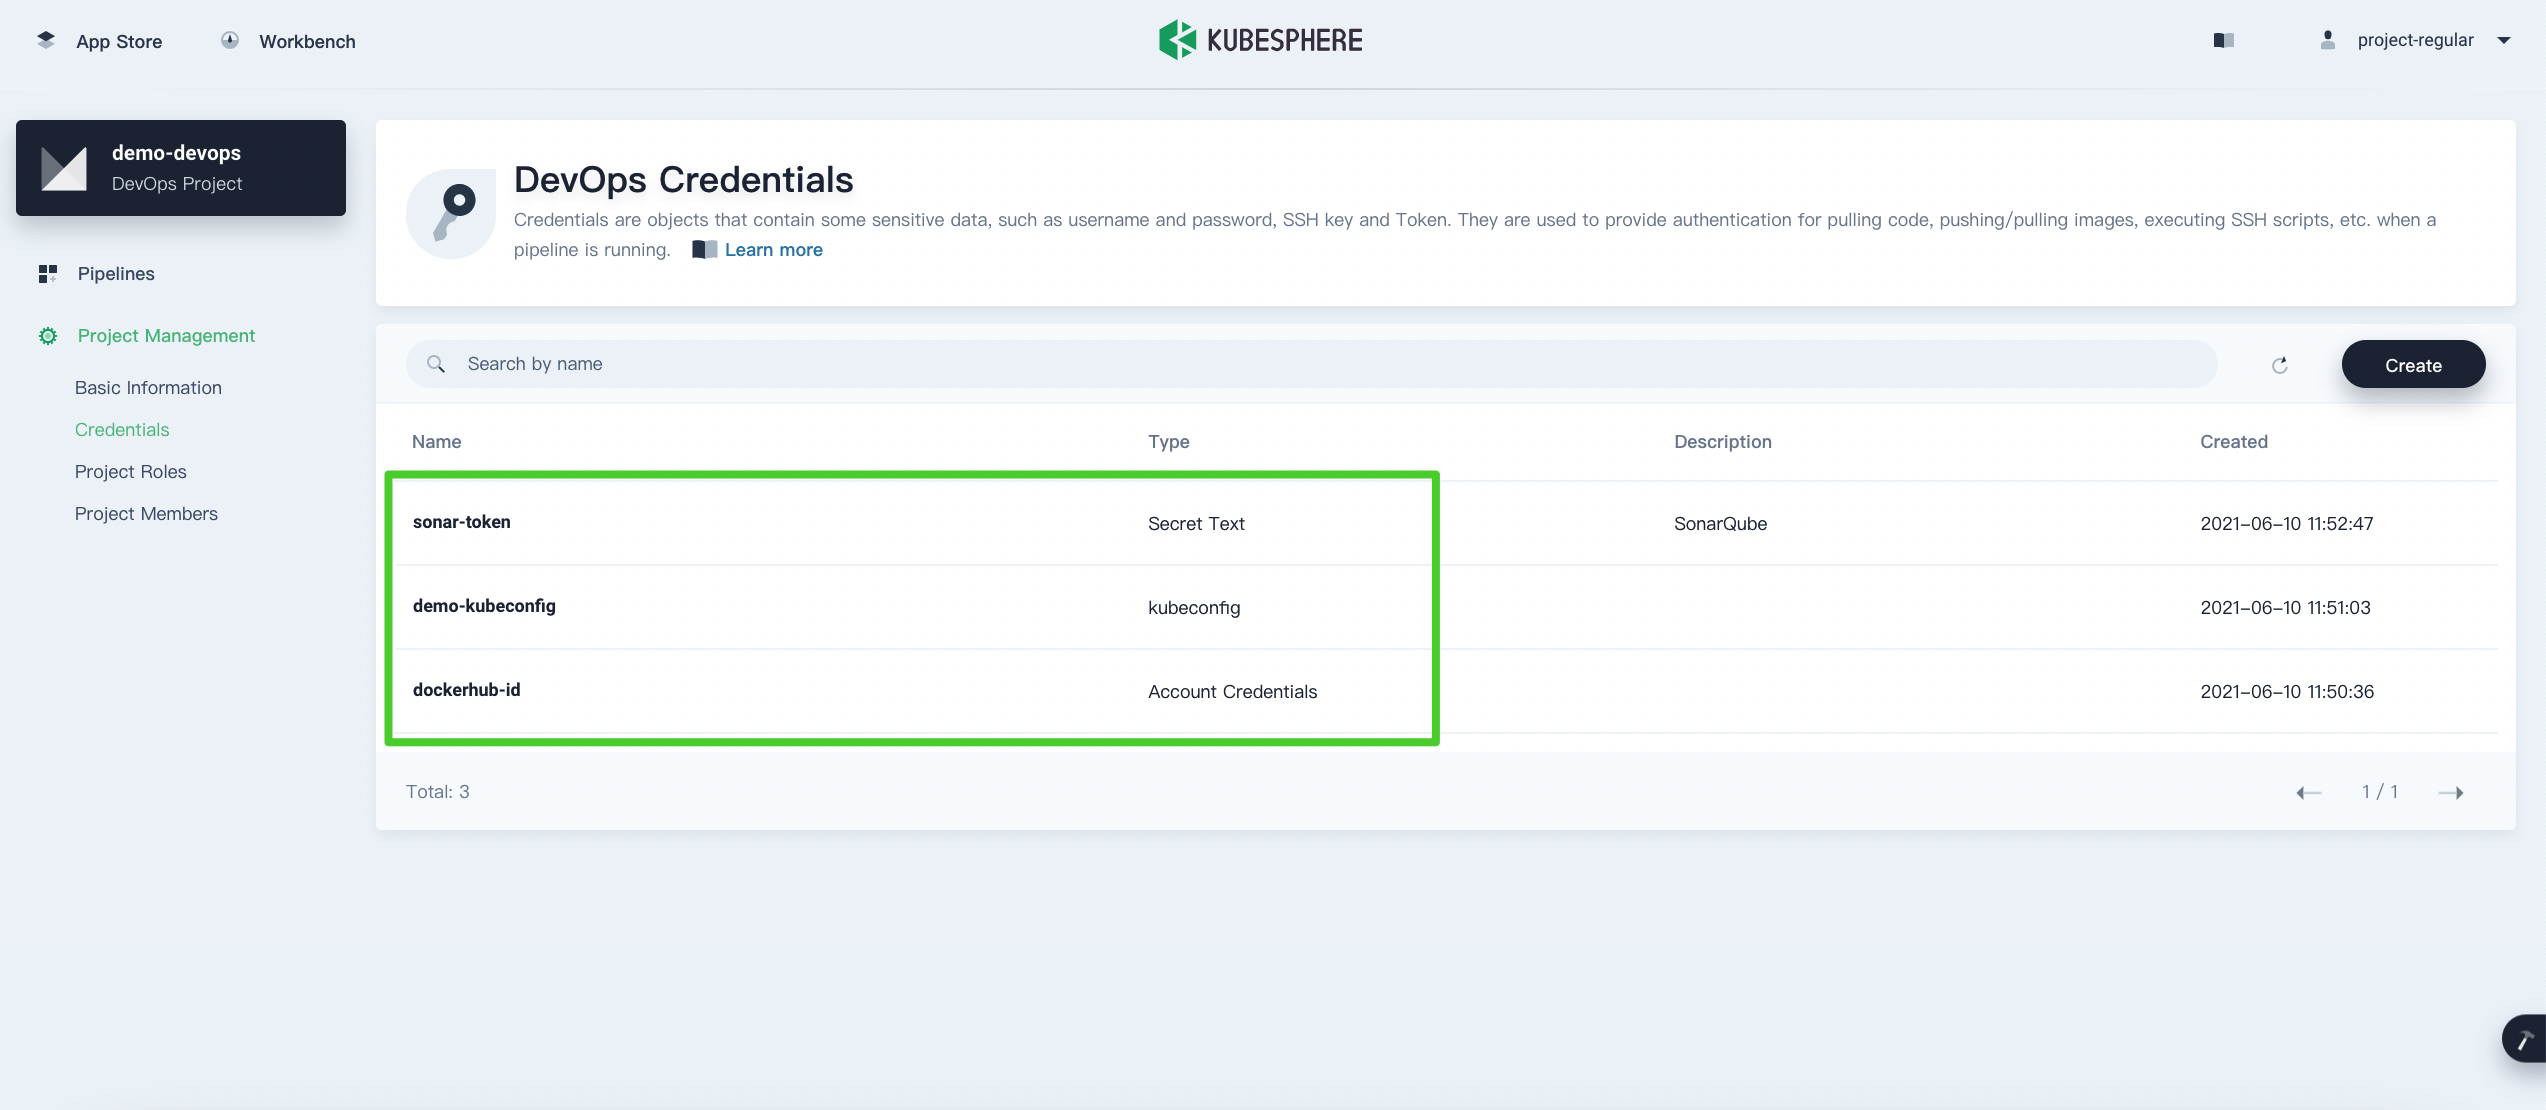 App Store
Workbench
KUBESPHERE
project-regular
demo-devops
DevOps Project
Pipelines
Project Management
Basic Information
Credentials
Project Roles
Project Members
DevOps Credentials
Credentials are objects that contain some sensitive data, such as username and password, SSH key and Token. They are used to provide authentication for pulling code, pushing/pulling images, executing SSH scripts, etc. when a
pipeline is running. Learn more
Search by name
Create
Name Type Description Created
sonar-token Secret Text SonarQube 2021-06-10 11:52:47
demo-kubeconfig kubeconfig 2021-06-10 11:51:03
dockerhub-id Account Credentials 2021-06-10 11:50:36
Total: 3
1 / 1